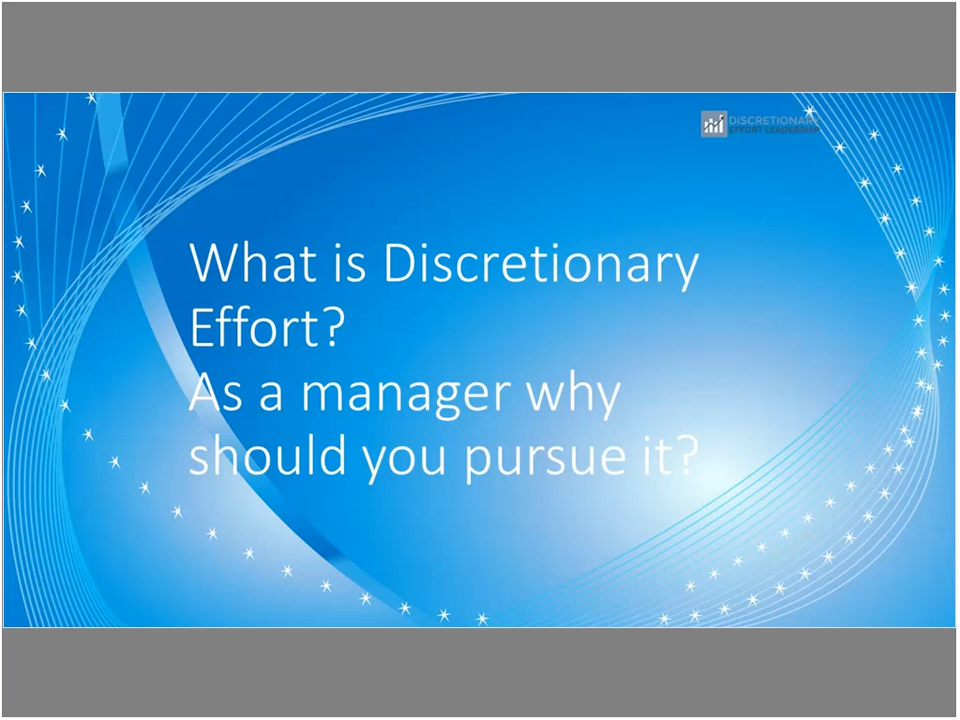 DISCRETIONARY
EFFORT LEADERSHIP
What is Discretionary
Effort?
As a manager why
should you pursue it?